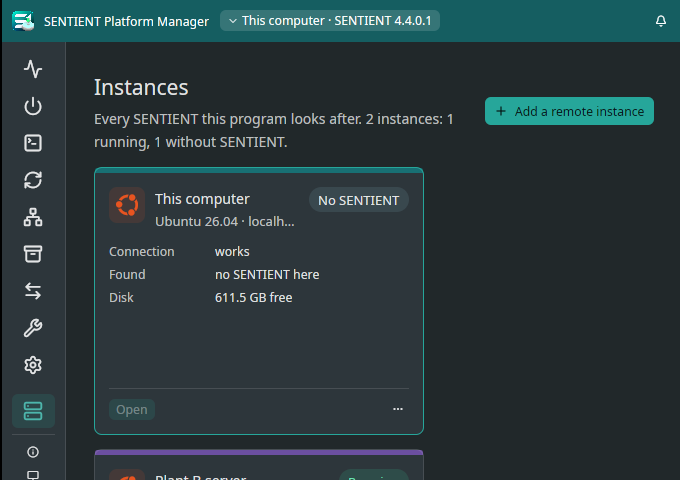 SENTIENT Platform Manager
This computer · SENTIENT 4.4.0.1
Instances
Every SENTIENT this program looks after. 2 instances: 1
running, 1 without SENTIENT.
+ Add a remote instance
This computer
No SENTIENT
Ubuntu 26.04 · localh...
Connection works
Found no SENTIENT here
Disk 611.5 GB free
Open
Plant B server